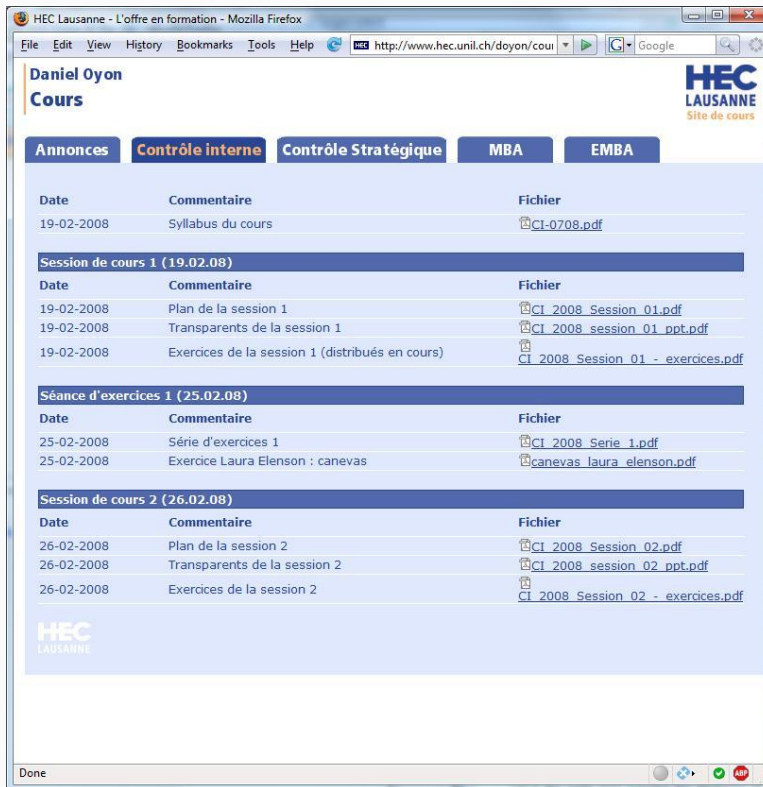 HEC Lausanne - L'offre en formation - Mozilla Firefox
File Edit View History Bookmarks Tools Help HEC http://www.hec.unil.ch/doyon/cour G Google
Daniel Oyon
Cours
HEC
LAUSANNE
Site de cours
Annonces Contrôle interne Contrôle Stratégique MBA EMBA
Date Commentaire Fichier
19-02-2008 Syllabus du cours CI-0708.pdf
Session de cours 1 (19.02.08)
Date Commentaire Fichier
19-02-2008 Plan de la session 1 CI_2008_Session_01.pdf
19-02-2008 Transparents de la session 1 CI_2008_session_01_ppt.pdf
19-02-2008 Exercices de la session 1 (distribués en cours) CI_2008_Session_01_-_exercices.pdf
Séance d'exercices 1 (25.02.08)
Date Commentaire Fichier
25-02-2008 Série d'exercices 1 CI_2008_Serie_1.pdf
25-02-2008 Exercice Laura Elenson : canevas canevas_laura_elenson.pdf
Session de cours 2 (26.02.08)
Date Commentaire Fichier
26-02-2008 Plan de la session 2 CI_2008_Session_02.pdf
26-02-2008 Transparents de la session 2 CI_2008_session_02_ppt.pdf
26-02-2008 Exercices de la session 2 CI_2008_Session_02_-_exercices.pdf
HEC
LAUSANNE
Done ABP